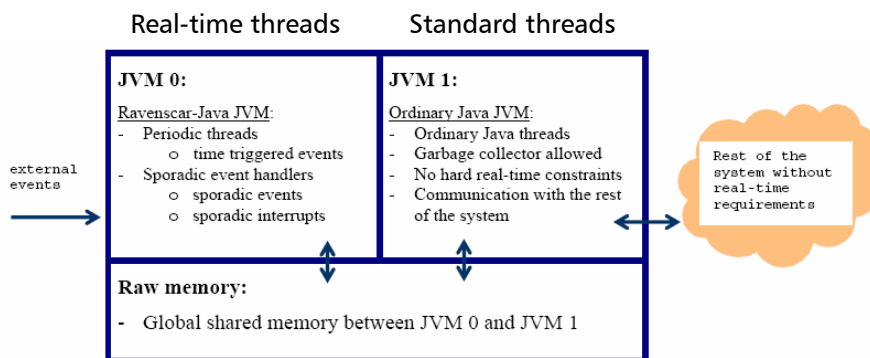 Real-time threads
Standard threads
JVM 0:
Ravenscar-Java JVM:
- Periodic threads
o time triggered events
- Sporadic event handlers
o sporadic events
o sporadic interrupts
JVM 1:
Ordinary Java JVM:
- Ordinary Java threads
- Garbage collector allowed
- No hard real-time constraints
- Communication with the rest
of the system
external
events
Rest of the
system without
real-time
requirements
Raw memory:
- Global shared memory between JVM 0 and JVM 1